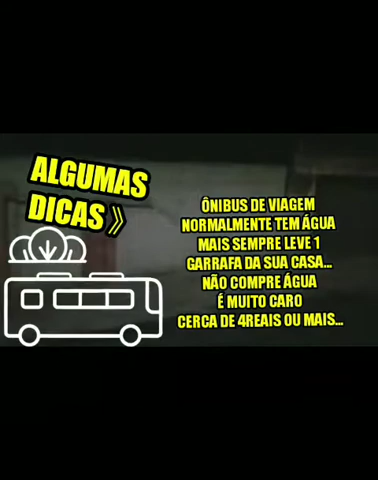 ALGUMAS
DICAS 》
ÔNIBUS DE VIAGEM
NORMALMENTE TEM ÁGUA
MAIS SEMPRE LEVE 1
GARRAFA DA SUA CASA...
NÃO COMPRE ÁGUA
É MUITO CARO
CERCA DE 4REAIS OU MAIS...